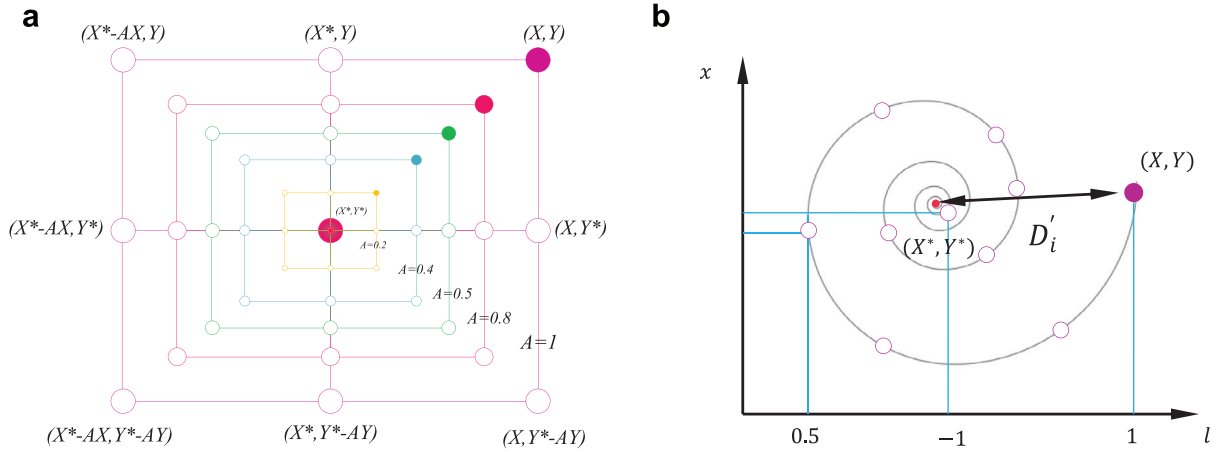 a
(X*-AX,Y)
(X*,Y)
(X,Y)
(X*-AX,Y*)
(X*,Y*)
(X,Y*)
A=0.2
A=0.4
A=0.5
A=0.8
A=1
(X*-AX,Y*-AY)
(X*,Y*-AY)
(X,Y*-AY)
b
x
(X,Y)
(X*,Y*)
D_i'
0.5
−1
1
l